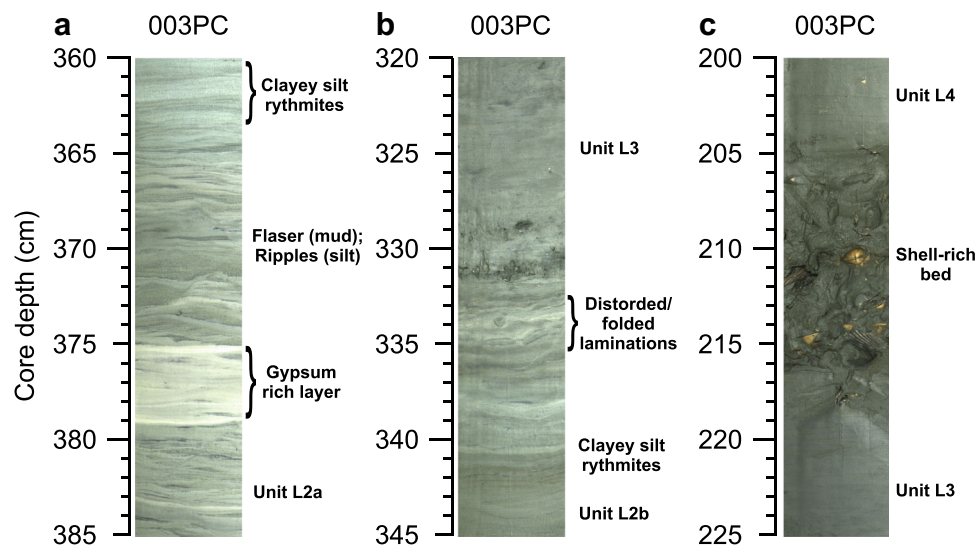 a 003PC
b 003PC
c 003PC
Core depth (cm)
360
365
370
375
380
385
Clayey silt
rythmites
Flaser (mud);
Ripples (silt)
Gypsum
rich layer
Unit L2a
320
325
330
335
340
345
Unit L3
Distorded/
folded
laminations
Clayey silt
rythmites
Unit L2b
200
205
210
215
220
225
Unit L4
Shell-rich
bed
Unit L3